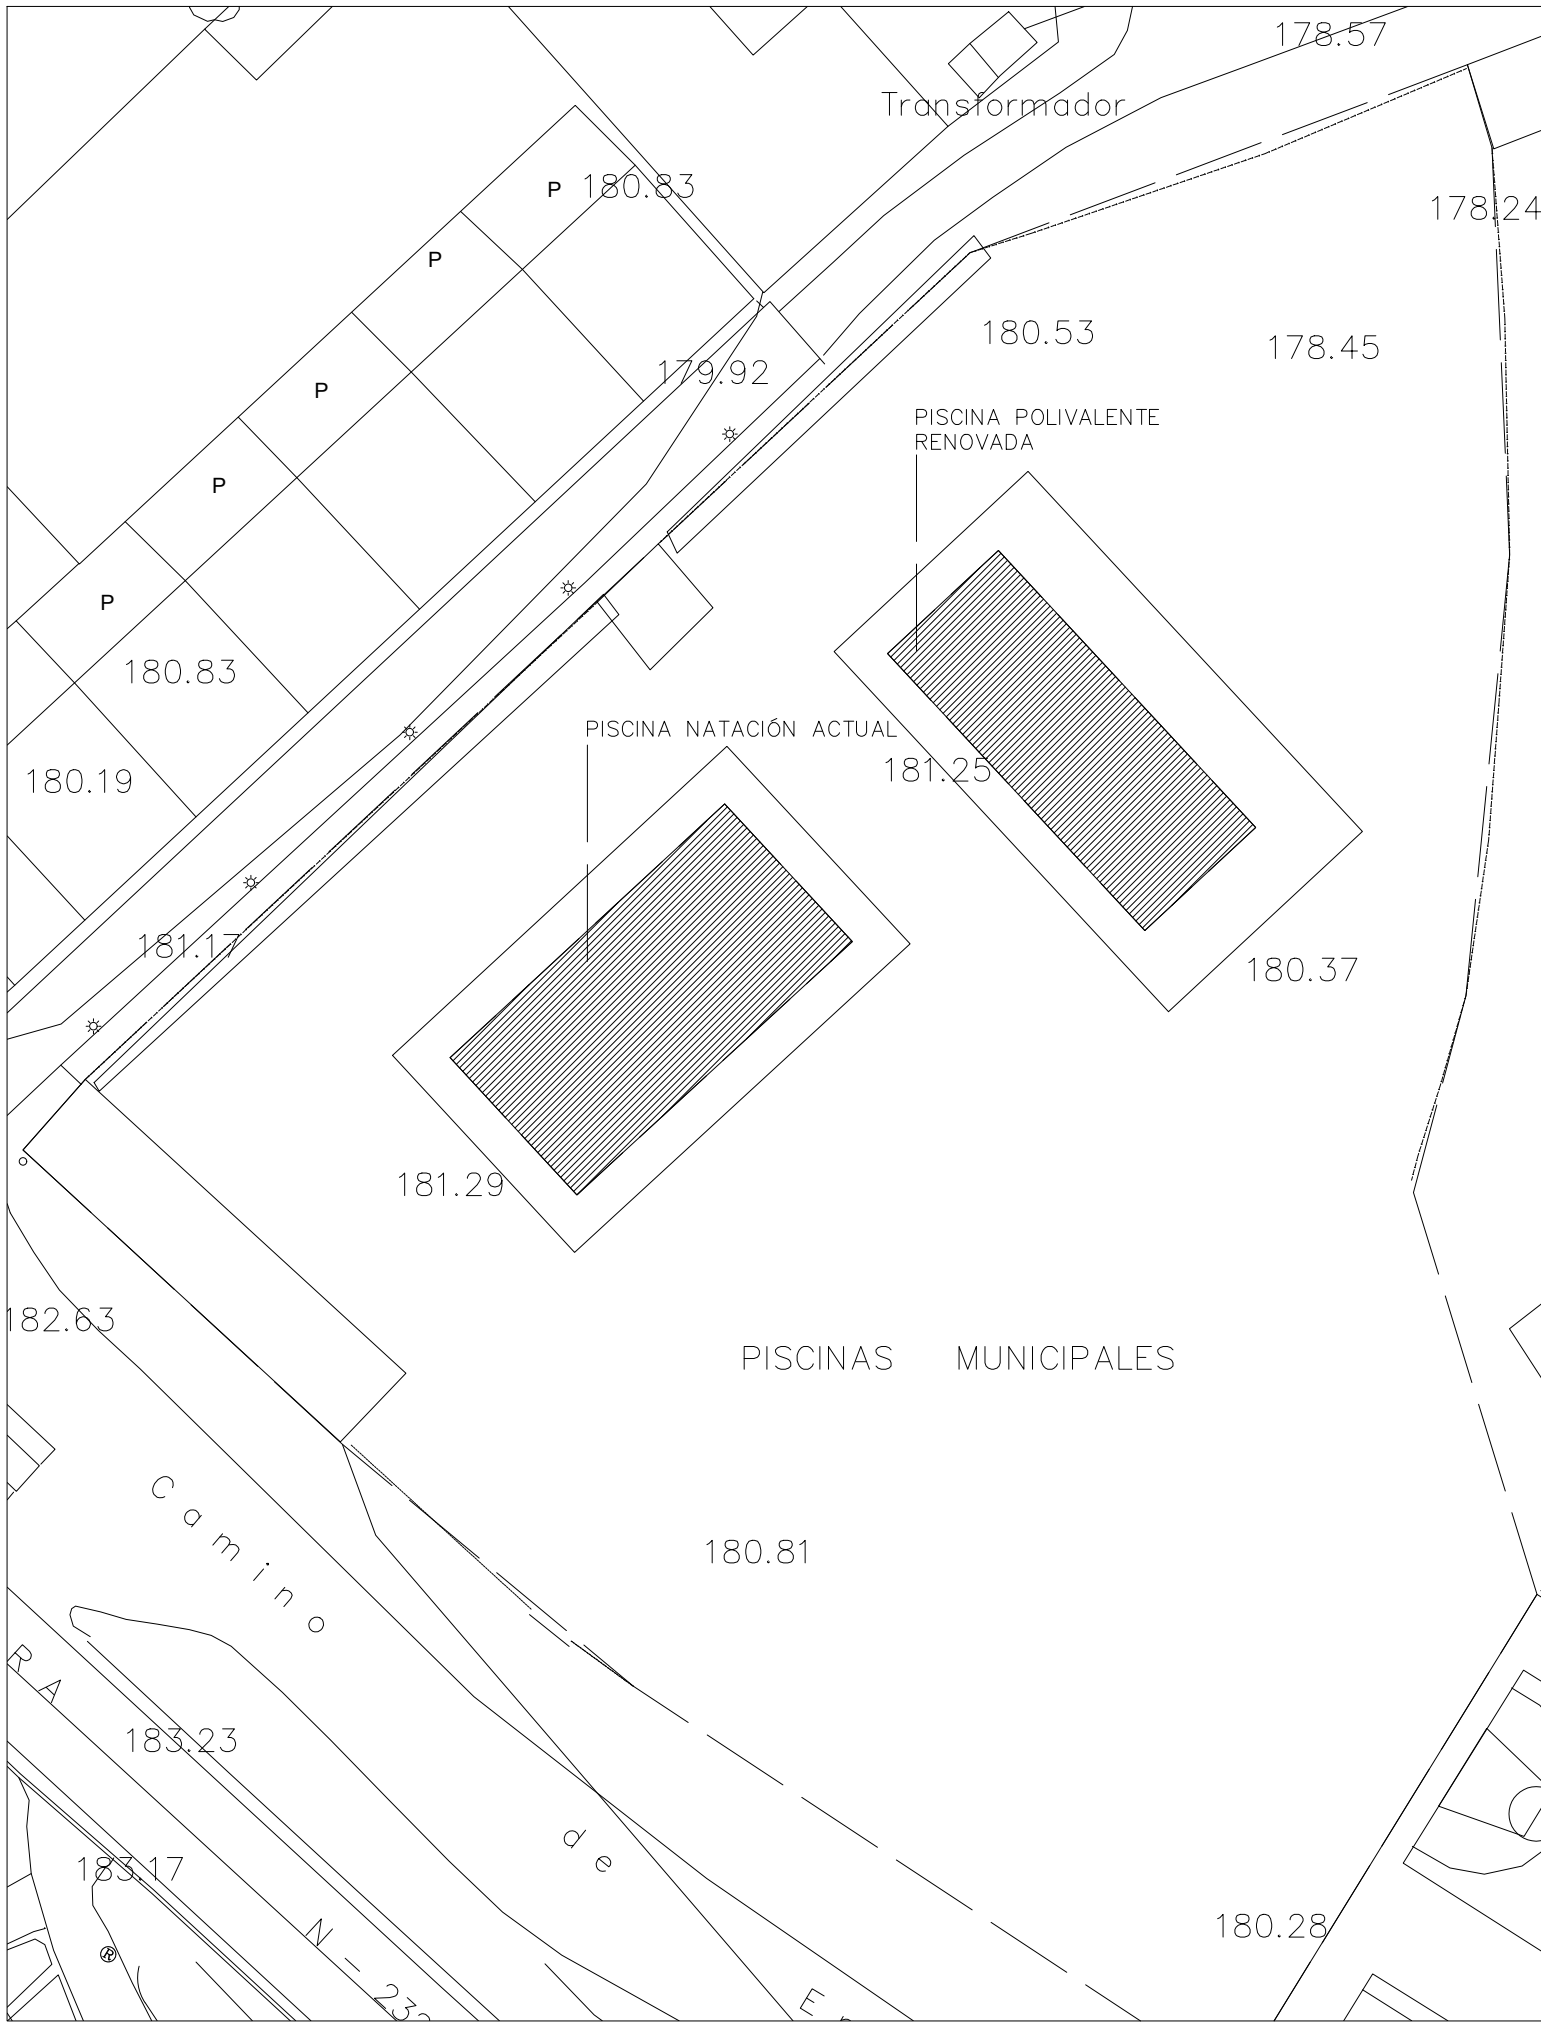 178.57
Transformador
P
180.83
178.24
P
180.53
178.45
179.92
P
PISCINA POLIVALENTE
RENOVADA
P
P
180.83
PISCINA NATACIÓN ACTUAL
181.25
180.19
181.17
180.37
181.29
182.63
PISCINAS MUNICIPALES
Camino
180.81
RA
183.23
de
183.17
180.28
N-232
®